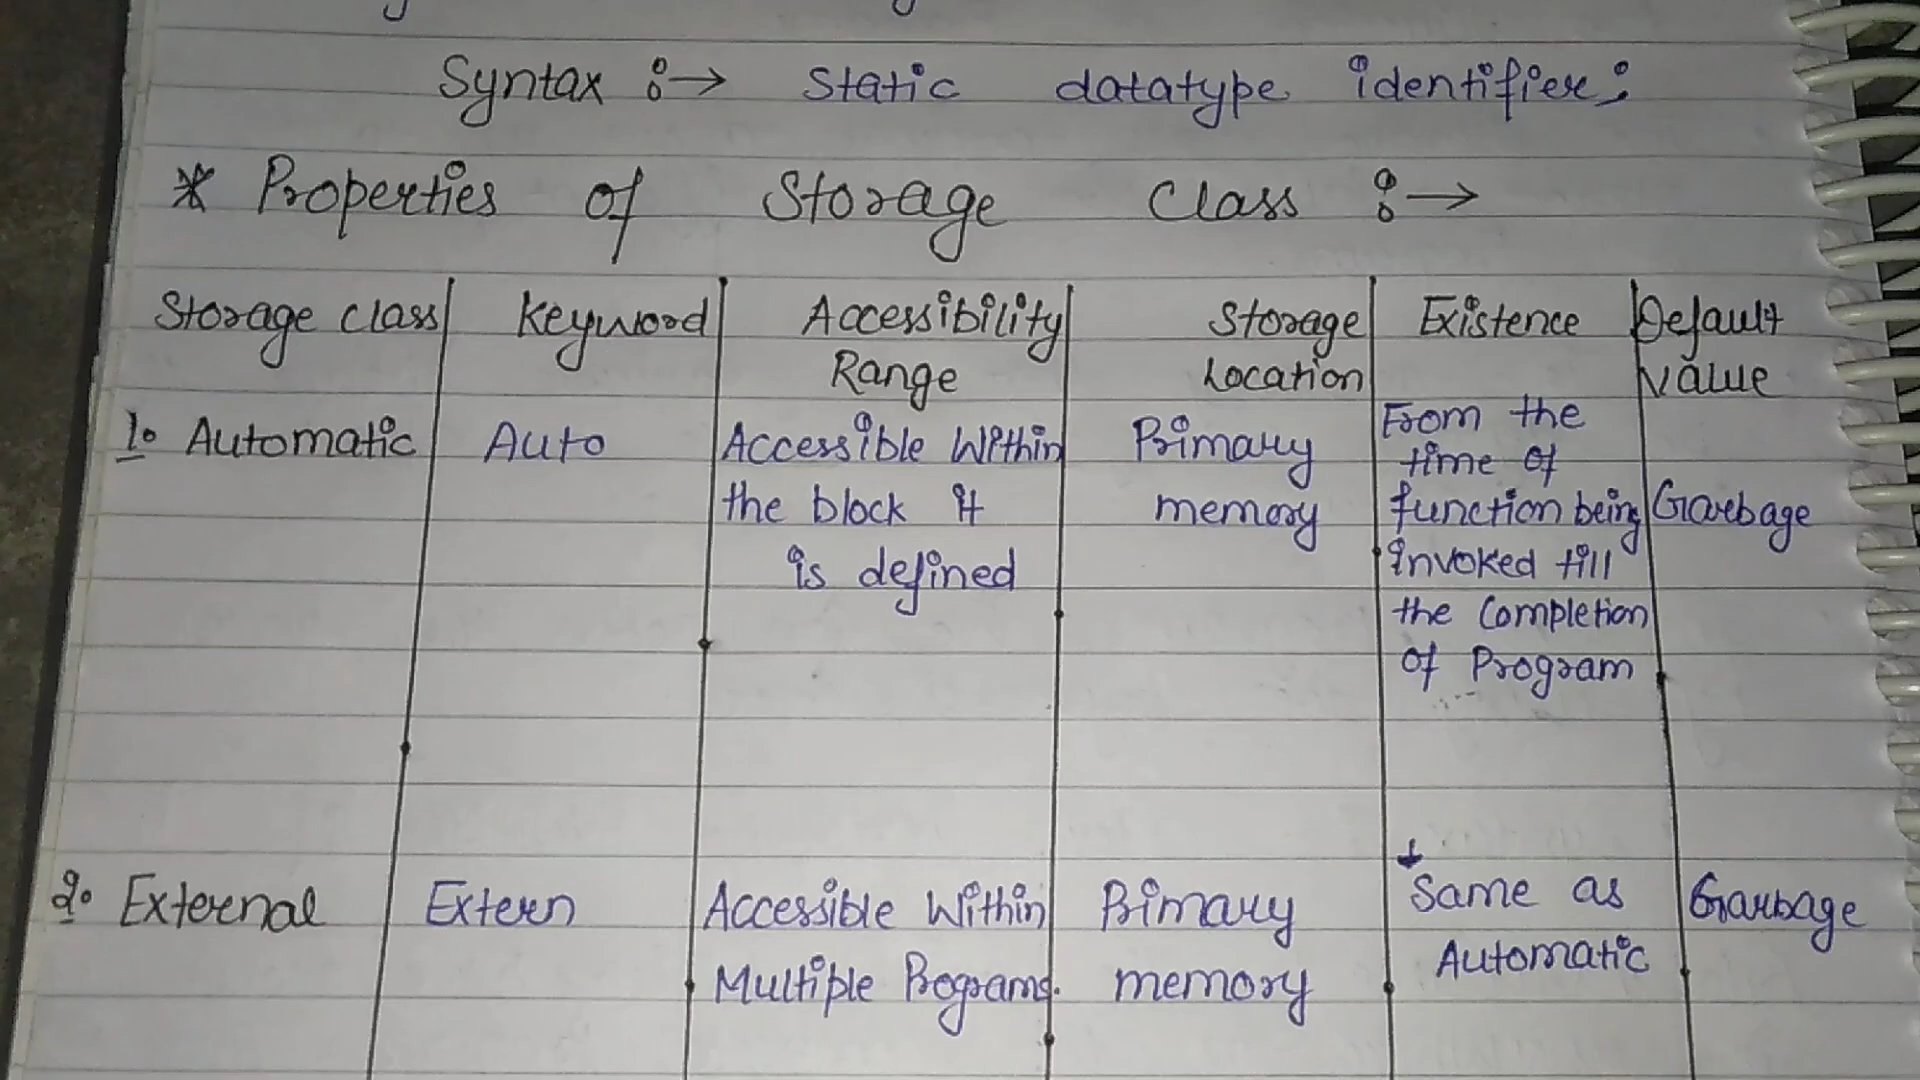 Syntax :→ Static datatype identifier;
* Properties of Storage Class :→
Storage class Keyword Accessibility Storage Existence Default
Range Location Value
1. Automatic Auto Accessible Within Primary From the
time of
the block it memory function being Garbage
is defined invoked till
the Completion
of Program
2. External Extern Accessible Within Primary Same as Garbage
Multiple Programs. memory Automatic